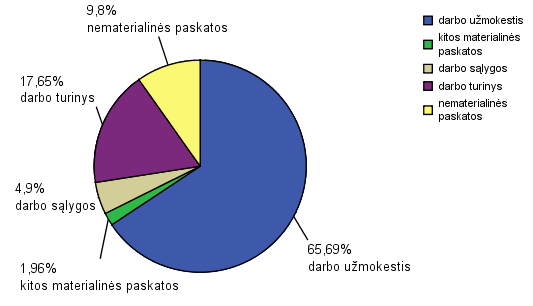 9,8%
nematerialinės paskatos
17,65%
darbo turinys
4,9%
darbo sąlygos
1,96%
kitos materialinės paskatos
65,69%
darbo užmokestis
darbo užmokestis
kitos materialinės
paskatos
darbo sąlygos
darbo turinys
nematerialinės
paskatos